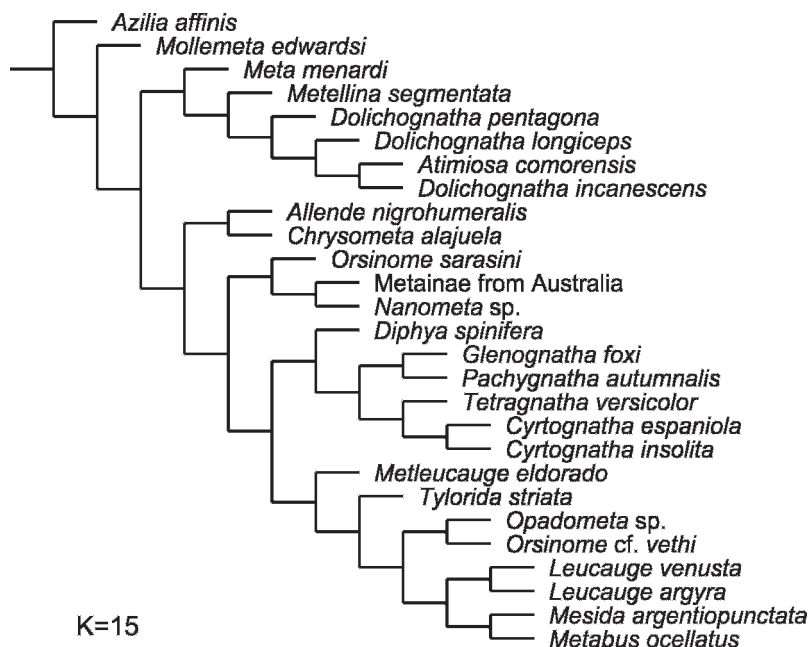 Azilia affinis
Mollemeta edwardsi
Meta menardi
Metellina segmentata
Dolichognatha pentagona
Dolichognatha longiceps
Atimiosa comorensis
Dolichognatha incanescens
Allende nigrohumeralis
Chrysometa alajuela
Orsinome sarasini
Metainae from Australia
Nanometa sp.
Diphya spinifera
Glenognatha foxi
Pachygnatha autumnalis
Tetragnatha versicolor
Cyrtognatha espaniola
Cyrtognatha insolita
Metleucauge eldorado
Tylorida striata
Opadometa sp.
Orsinome cf. vethi
Leucauge venusta
Leucauge argyra
Mesida argentiopunctata
Metabus ocellatus
K=15